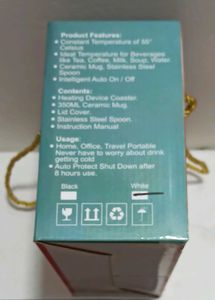 Product Features:
• Constant Temperature of 55°
Celsius
• Ideal Temperature for Beverages
like Tea, Coffee, Milk, Soup, Water.
• Ceramic Mug, Stainless Steel
Spoon
• Intelligent Auto On / Off
Contents:
• Heating Device Coaster.
• 350ML Ceramic Mug.
• Lid Cover.
• Stainless Steel Spoon.
• Instruction Manual
Usage:
• Home, Office, Travel Portable
Never have to worry about drink
getting cold
• Auto Protect Shut Down after
8 hours use.
Black
White